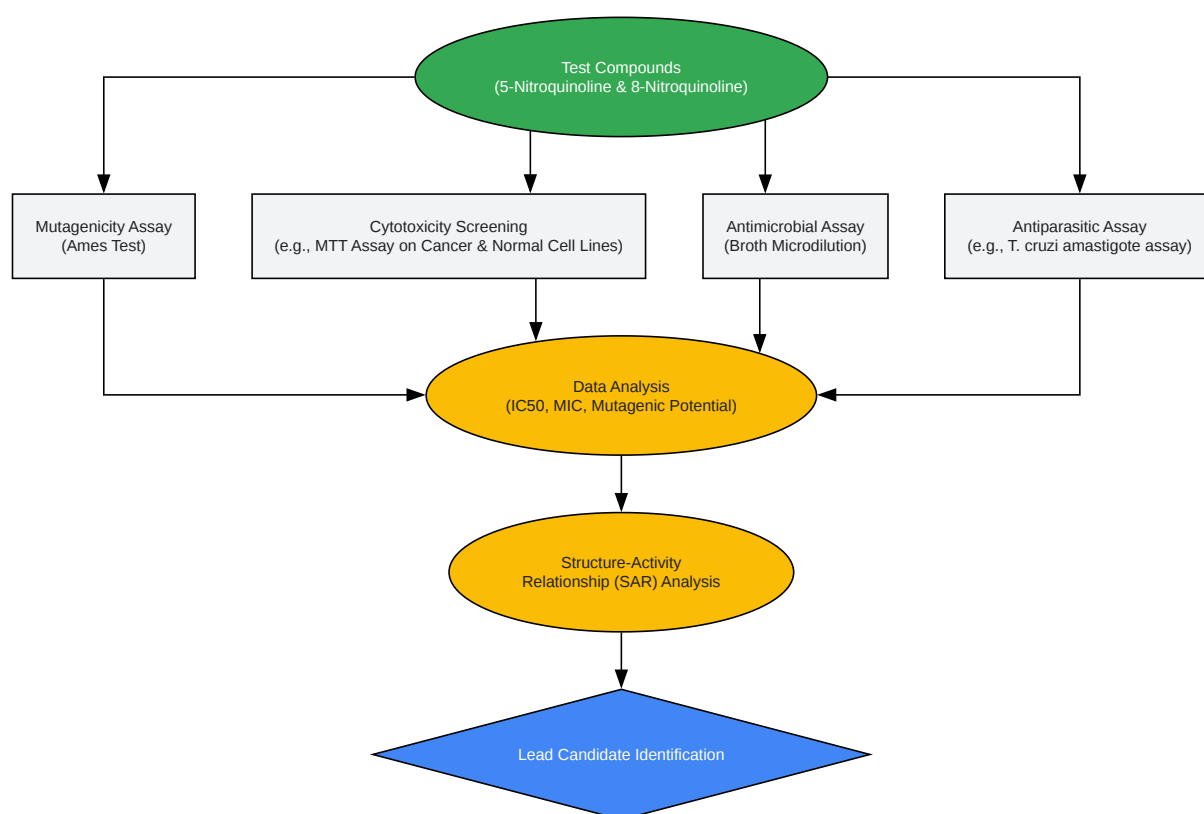 Test Compounds
(5-Nitroquinoline & 8-Nitroquinoline)
Mutagenicity Assay
(Ames Test)
Cytotoxicity Screening
(e.g., MTT Assay on Cancer & Normal Cell Lines)
Antimicrobial Assay
(Broth Microdilution)
Antiparasitic Assay
(e.g., T. cruzi amastigote assay)
Data Analysis
(IC50, MIC, Mutagenic Potential)
Structure-Activity
Relationship (SAR) Analysis
Lead Candidate Identification